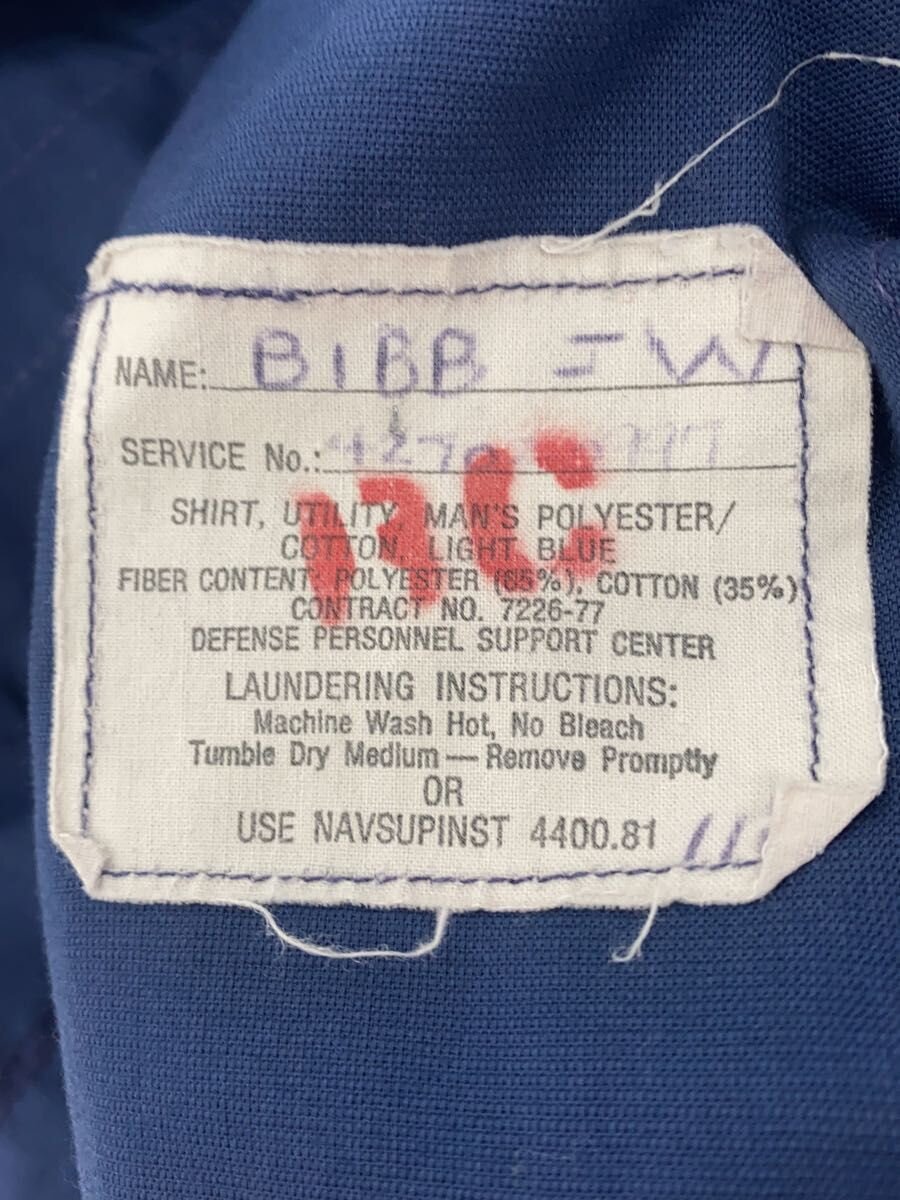 NAME: BIBB J W
SERVICE No.:
SHIRT, UTILITY, MAN'S POLYESTER/
COTTON, LIGHT BLUE
FIBER CONTENT: POLYESTER (65%), COTTON (35%)
CONTRACT NO. 7226-77
DEFENSE PERSONNEL SUPPORT CENTER
LAUNDERING INSTRUCTIONS:
Machine Wash Hot, No Bleach
Tumble Dry Medium — Remove Promptly
OR
USE NAVSUPINST 4400.81